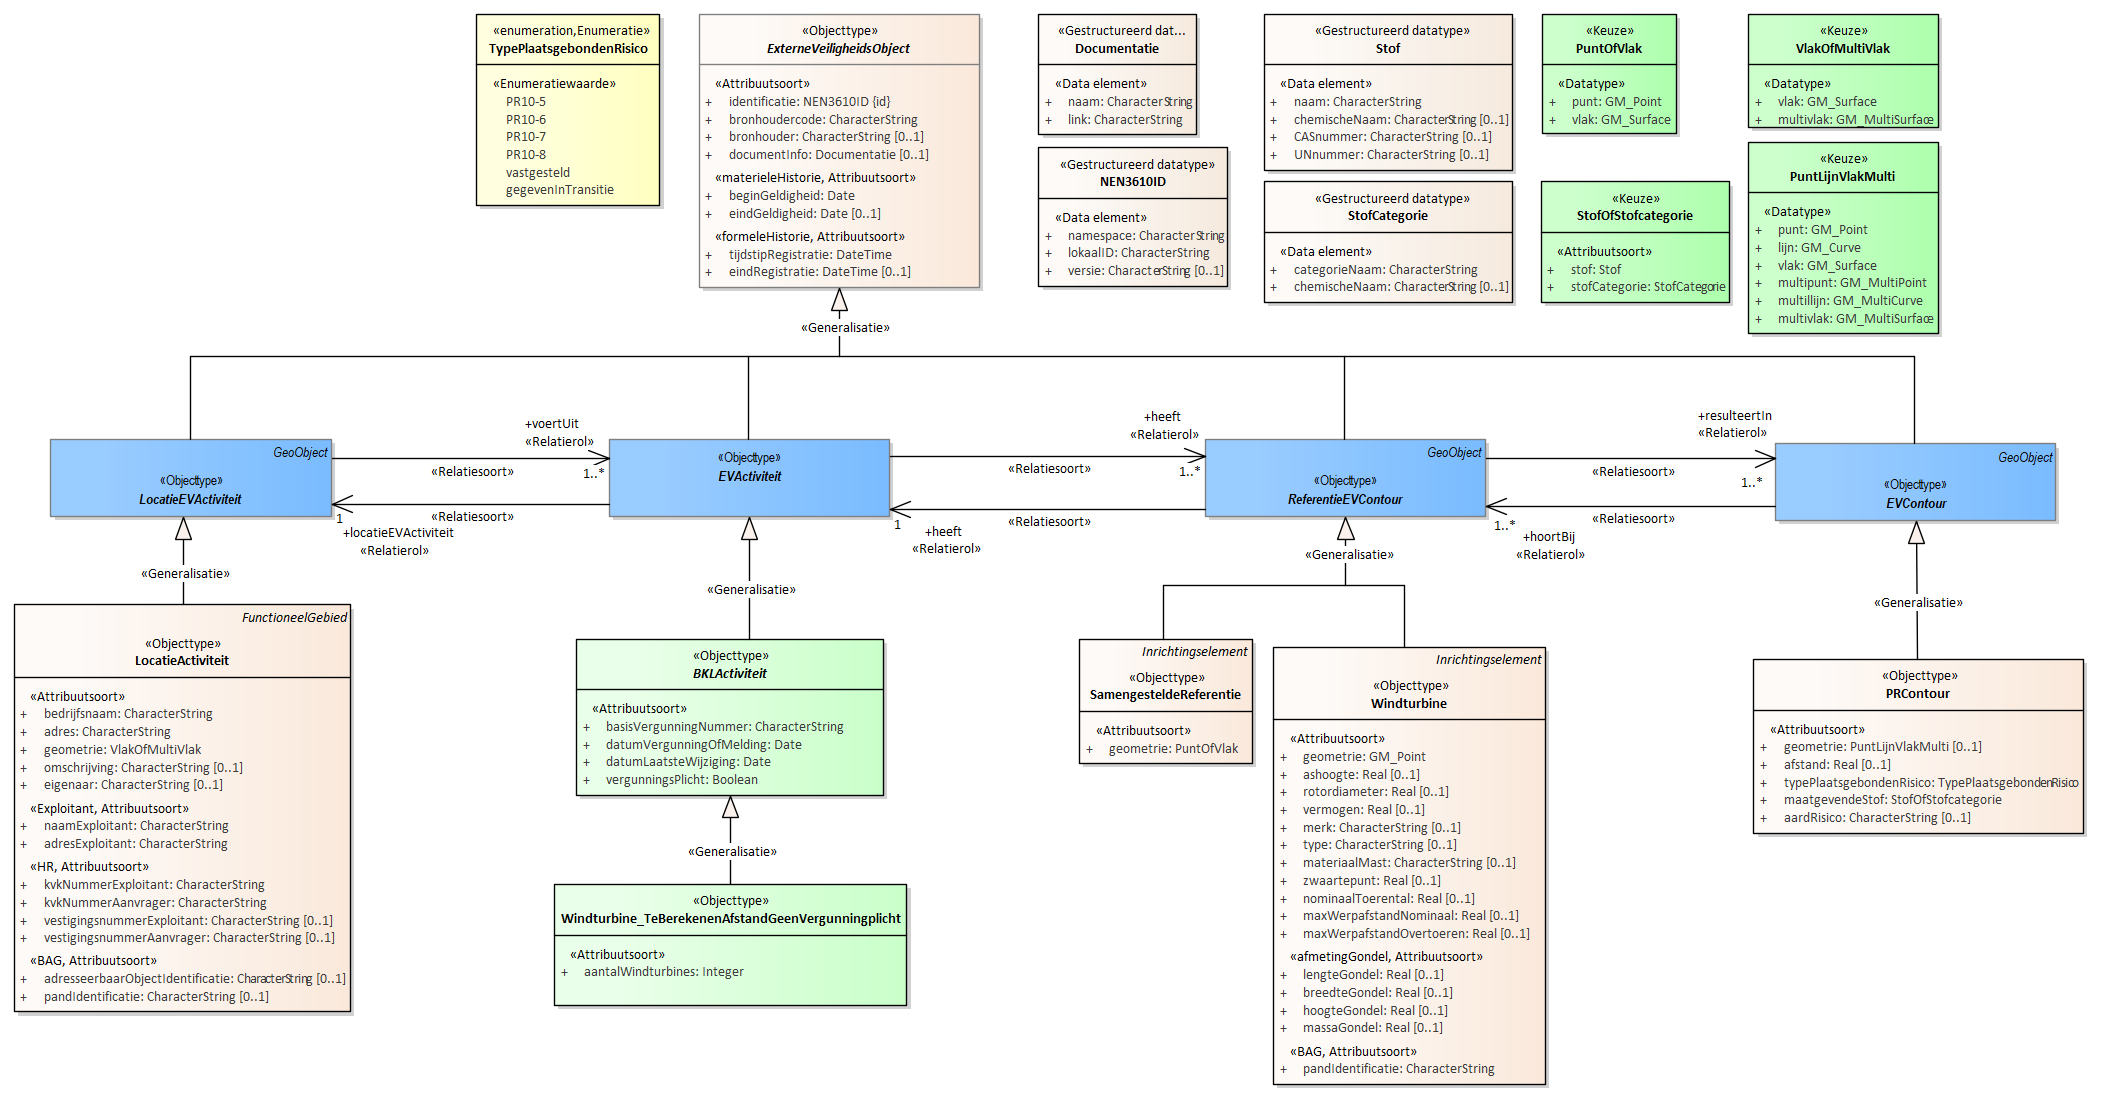 «enumeration,Enumeratie»
TypePlaatsgebondenRisico
«Enumeratiewaarde»
PR10-5
PR10-6
PR10-7
PR10-8
vastgesteld
gegevenInTransitie
«Objecttype»
ExterneVeiligheidsObject
«Attribuutsoort»
+ identificatie: NEN3610ID {id}
+ bronhoudercode: CharacterString
+ bronhouder: CharacterString [0..1]
+ documentInfo: Documentatie [0..1]
«materieleHistorie, Attribuutsoort»
+ beginGeldigheid: Date
+ eindGeldigheid: Date [0..1]
«formeleHistorie, Attribuutsoort»
+ tijdstipRegistratie: DateTime
+ eindRegistratie: DateTime [0..1]
«Gestructureerd dat...
Documentatie
«Data element»
+ naam: CharacterString
+ link: CharacterString
«Gestructureerd datatype»
NEN3610ID
«Data element»
+ namespace: CharacterString
+ lokaalID: CharacterString
+ versie: CharacterString [0..1]
«Gestructureerd datatype»
Stof
«Data element»
+ naam: CharacterString
+ chemischeNaam: CharacterString [0..1]
+ CASnummer: CharacterString [0..1]
+ UNnummer: CharacterString [0..1]
«Gestructureerd datatype»
StofCategorie
«Data element»
+ categorieNaam: CharacterString
+ chemischeNaam: CharacterString [0..1]
«Keuze»
PuntOfVlak
«Datatype»
+ punt: GM_Point
+ vlak: GM_Surface
«Keuze»
StofOfStofcategorie
«Attribuutsoort»
+ stof: Stof
+ stofCategorie: StofCategorie
«Keuze»
VlakOfMultiVlak
«Datatype»
+ vlak: GM_Surface
+ multivlak: GM_MultiSurface
«Keuze»
PuntLijnVlakMulti
«Datatype»
+ punt: GM_Point
+ lijn: GM_Curve
+ vlak: GM_Surface
+ multipunt: GM_MultiPoint
+ multilijn: GM_MultiCurve
+ multivlak: GM_MultiSurface
«Generalisatie»
GeoObject
«Objecttype»
LocatieEVActiviteit
+voertUit
«Relatierol»
«Relatiesoort»
1..*
«Relatiesoort»
1
+locatieEVActiviteit
«Relatierol»
«Objecttype»
EVActiviteit
+heeft
«Relatierol»
«Relatiesoort»
1..*
«Relatiesoort»
1
+heeft
«Relatierol»
GeoObject
«Objecttype»
ReferentieEVContour
+resulteertIn
«Relatierol»
«Relatiesoort»
1..*
«Relatiesoort»
1..*
+hoortBij
«Relatierol»
GeoObject
«Objecttype»
EVContour
«Generalisatie»
«Generalisatie»
«Generalisatie»
«Generalisatie»
FunctioneelGebied
«Objecttype»
LocatieActiviteit
«Attribuutsoort»
+ bedrijfsnaam: CharacterString
+ adres: CharacterString
+ geometrie: VlakOfMultiVlak
+ omschrijving: CharacterString [0..1]
+ eigenaar: CharacterString [0..1]
«Exploitant, Attribuutsoort»
+ naamExploitant: CharacterString
+ adresExploitant: CharacterString
«HR, Attribuutsoort»
+ kvkNummerExploitant: CharacterString
+ kvkNummerAanvrager: CharacterString
+ vestigingsnummerExploitant: CharacterString [0..1]
+ vestigingsnummerAanvrager: CharacterString [0..1]
«BAG, Attribuutsoort»
+ adresseerbaarObjectIdentificatie: CharacterString [0..1]
+ pandIdentificatie: CharacterString [0..1]
«Objecttype»
BKLActiviteit
«Attribuutsoort»
+ basisVergunningNummer: CharacterString
+ datumVergunningOfMelding: Date
+ datumLaatsteWijziging: Date
+ vergunningsPlicht: Boolean
«Generalisatie»
«Objecttype»
Windturbine_TeBerekenenAfstandGeenVergunningplicht
«Attribuutsoort»
+ aantalWindturbines: Integer
Inrichtingselement
«Objecttype»
SamengesteldeReferentie
«Attribuutsoort»
+ geometrie: PuntOfVlak
Inrichtingselement
«Objecttype»
Windturbine
«Attribuutsoort»
+ geometrie: GM_Point
+ ashoogte: Real [0..1]
+ rotordiameter: Real [0..1]
+ vermogen: Real [0..1]
+ merk: CharacterString [0..1]
+ type: CharacterString [0..1]
+ materiaalMast: CharacterString [0..1]
+ zwaartepunt: Real [0..1]
+ nominaalToerental: Real [0..1]
+ maxWerpafstandNominaal: Real [0..1]
+ maxWerpafstandOvertoeren: Real [0..1]
«afmetingGondel, Attribuutsoort»
+ lengteGondel: Real [0..1]
+ breedteGondel: Real [0..1]
+ hoogteGondel: Real [0..1]
+ massaGondel: Real [0..1]
«BAG, Attribuutsoort»
+ pandIdentificatie: CharacterString
«Objecttype»
PRContour
«Attribuutsoort»
+ geometrie: PuntLijnVlakMulti [0..1]
+ afstand: Real [0..1]
+ typePlaatsgebondenRisico: TypePlaatsgebondenRisico
+ maatgevendeStof: StofOfStofcategorie
+ aardRisico: CharacterString [0..1]